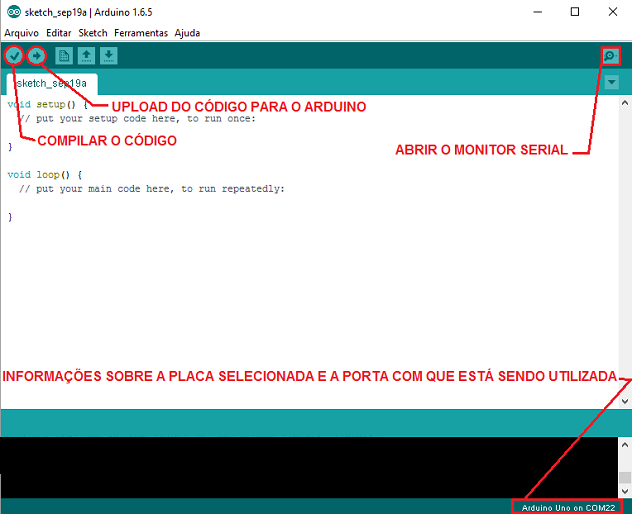 sketch_sep19a | Arduino 1.6.5
Arquivo Editar Sketch Ferramentas Ajuda
sketch_sep19a
void setup() {
UPLOAD DO CÓDIGO PARA O ARDUINO
// put your setup code here, to run once:
COMPILAR O CÓDIGO
}
ABRIR O MONITOR SERIAL
void loop() {
// put your main code here, to run repeatedly:
}
INFORMAÇÕES SOBRE A PLACA SELECIONADA E A PORTA COM QUE ESTÁ SENDO UTILIZADA
Arduino Uno on COM22